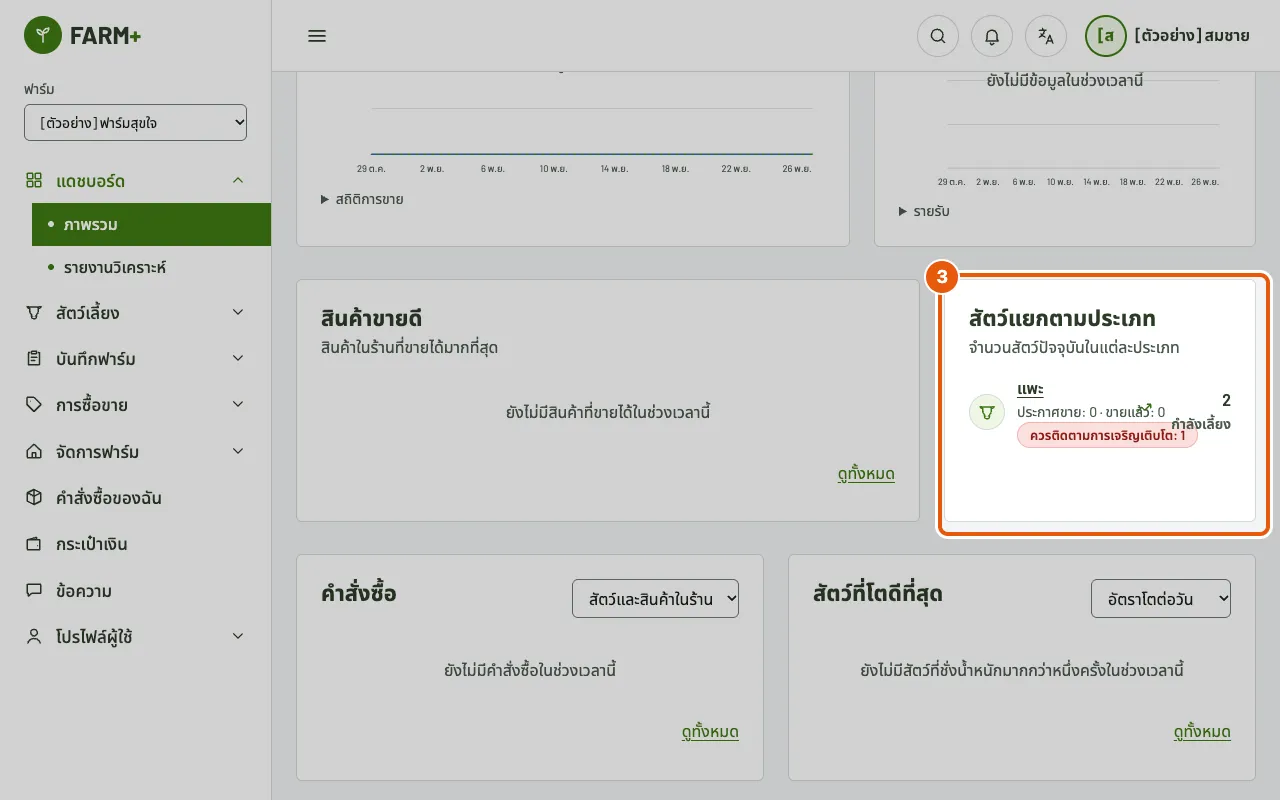 FARM+
[ส
[ตัวอย่าง]สมชาย
ฟาร์ม
[ตัวอย่าง]ฟาร์มสุขใจ
แดชบอร์ด
ภาพรวม
รายงานวิเคราะห์
สัตว์เลี้ยง
บันทึกฟาร์ม
การซื้อขาย
จัดการฟาร์ม
คำสั่งซื้อของฉัน
กระเป๋าเงิน
ข้อความ
โปรไฟล์ผู้ใช้
29 ต.ค. 2 พ.ย. 6 พ.ย. 10 พ.ย. 14 พ.ย. 18 พ.ย. 22 พ.ย. 26 พ.ย.
สถิติการขาย
ยังไม่มีข้อมูลในช่วงเวลานี้
29 ต.ค. 2 พ.ย. 6 พ.ย. 10 พ.ย. 14 พ.ย. 18 พ.ย. 22 พ.ย. 26 พ.ย.
รายรับ
สินค้าขายดี
สินค้าในร้านที่ขายได้มากที่สุด
ยังไม่มีสินค้าที่ขายได้ในช่วงเวลานี้
ดูทั้งหมด
3
สัตว์แยกตามประเภท
จำนวนสัตว์ปัจจุบันในแต่ละประเภท
แพะ
ประกาศขาย: 0 · ขายแล้ว: 0
ควรติดตามการเจริญเติบโต: 1
2
กำลังเลี้ยง
คำสั่งซื้อ
สัตว์และสินค้าในร้าน
ยังไม่มีคำสั่งซื้อในช่วงเวลานี้
ดูทั้งหมด
สัตว์ที่โตดีที่สุด
อัตราโตต่อวัน
ยังไม่มีสัตว์ที่ชั่งน้ำหนักมากกว่าหนึ่งครั้งในช่วงเวลานี้
ดูทั้งหมด